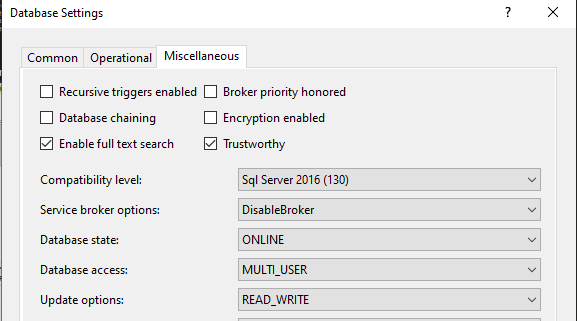 Database Settings ?
Common Operational Miscellaneous
Recursive triggers enabled Broker priority honored
Database chaining Encryption enabled
Enable full text search Trustworthy
Compatibility level: Sql Server 2016 (130)
Service broker options: DisableBroker
Database state: ONLINE
Database access: MULTI_USER
Update options: READ_WRITE